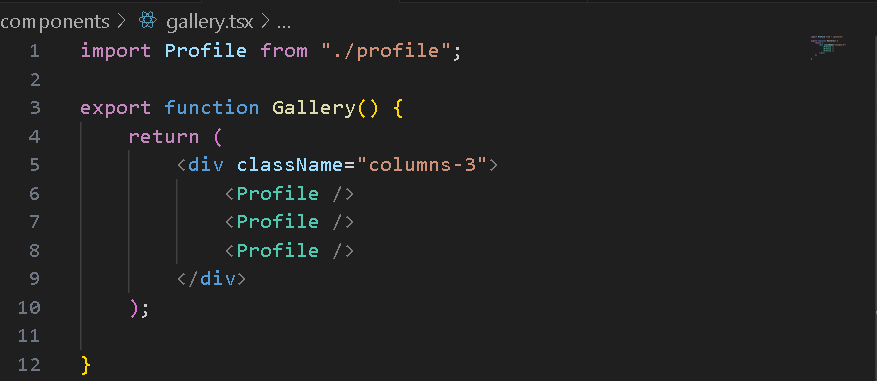 components > gallery.tsx > ...
1 import Profile from "./profile";
2
3 export function Gallery() {
4     return (
5         <div className="columns-3">
6             <Profile />
7             <Profile />
8             <Profile />
9         </div>
10     );
11
12 }